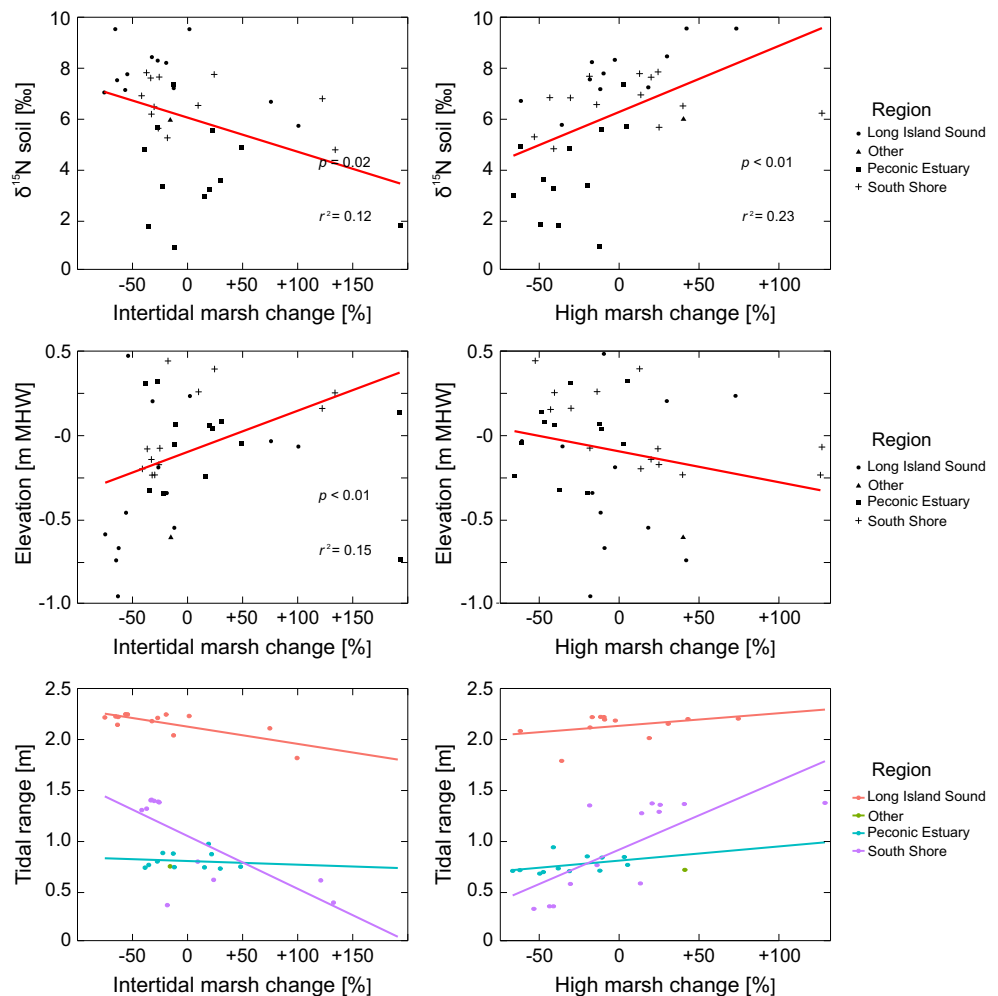 10
8
6
4
2
0
δ¹⁵N soil [‰]
p = 0.02
r² = 0.12
-50 0 +50 +100 +150
Intertidal marsh change [%]
10
8
6
4
2
0
δ¹⁵N soil [‰]
p < 0.01
r² = 0.23
-50 0 +50 +100
High marsh change [%]
Region
Long Island Sound
Other
Peconic Estuary
South Shore
0.5
-0
-0.5
-1.0
Elevation [m MHW]
p < 0.01
r² = 0.15
-50 0 +50 +100 +150
Intertidal marsh change [%]
0.5
-0
-0.5
-1.0
Elevation [m MHW]
-50 0 +50 +100
High marsh change [%]
Region
Long Island Sound
Other
Peconic Estuary
South Shore
2.5
2.0
1.5
1.0
0.5
0
Tidal range [m]
-50 0 +50 +100 +150
Intertidal marsh change [%]
2.5
2.0
1.5
1.0
0.5
0
Tidal range [m]
-50 0 +50 +100
High marsh change [%]
Region
Long Island Sound
Other
Peconic Estuary
South Shore